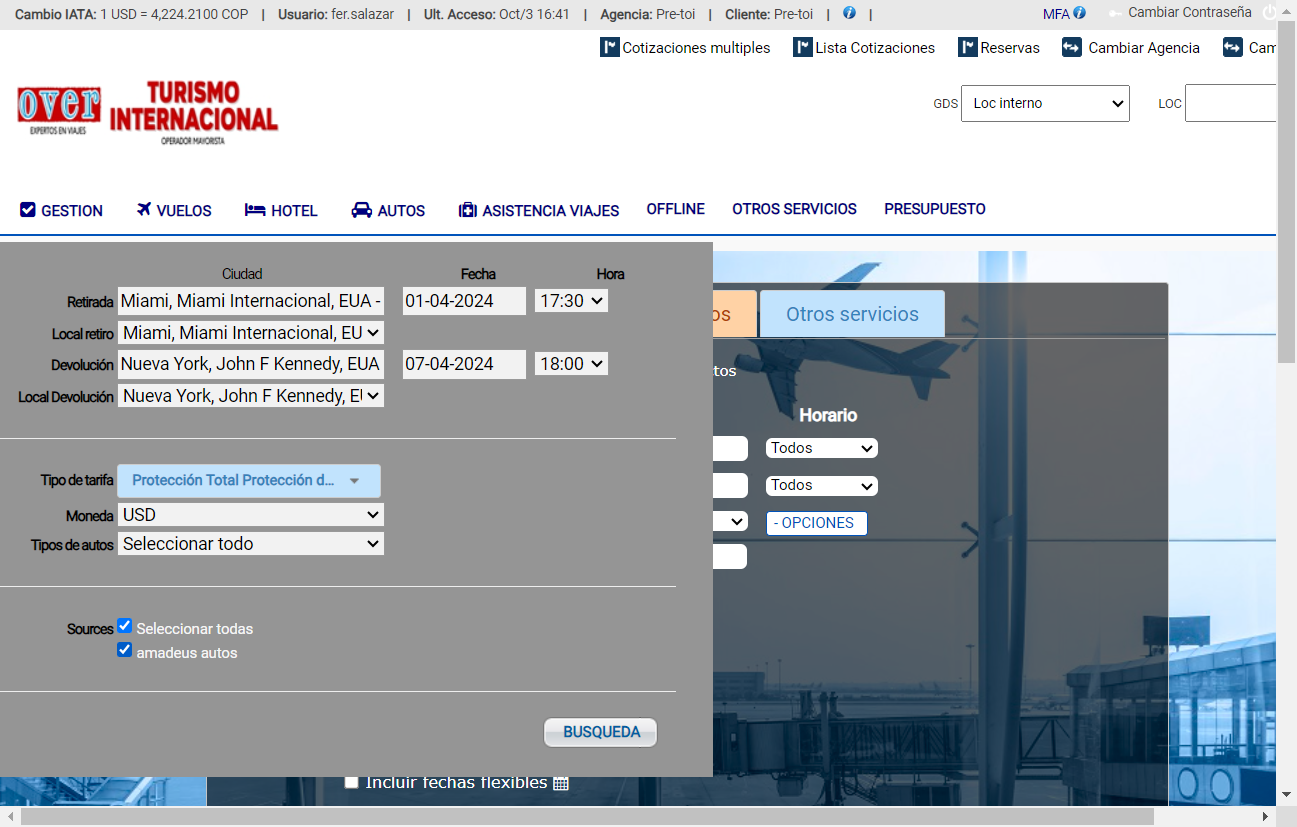 Cambio IATA: 1 USD = 4,224.2100 COP | Usuario: fer.salazar | Ult. Acceso: Oct/3 16:41 | Agencia: Pre-toi | Cliente: Pre-toi | | MFA Cambiar Contraseña
Cotizaciones multiples Lista Cotizaciones Reservas Cambiar Agencia Cam
over TURISMO INTERNACIONAL
EXPERTOS EN VIAJES OPERADOR MAYORISTA
GDS Loc interno LOC
GESTION VUELOS HOTEL AUTOS ASISTENCIA VIAJES OFFLINE OTROS SERVICIOS PRESUPUESTO
Ciudad Fecha Hora
Retirada Miami, Miami Internacional, EUA - 01-04-2024 17:30
Local retiro Miami, Miami Internacional, EU
Devolución Nueva York, John F Kennedy, EUA 07-04-2024 18:00
Local Devolución Nueva York, John F Kennedy, EU
Tipo de tarifa Protección Total Protección d...
Moneda USD
Tipos de autos Seleccionar todo
Sources Seleccionar todas
amadeus autos
BUSQUEDA
os Otros servicios
tos
Horario
Todos
Todos
- OPCIONES
Incluir fechas flexibles